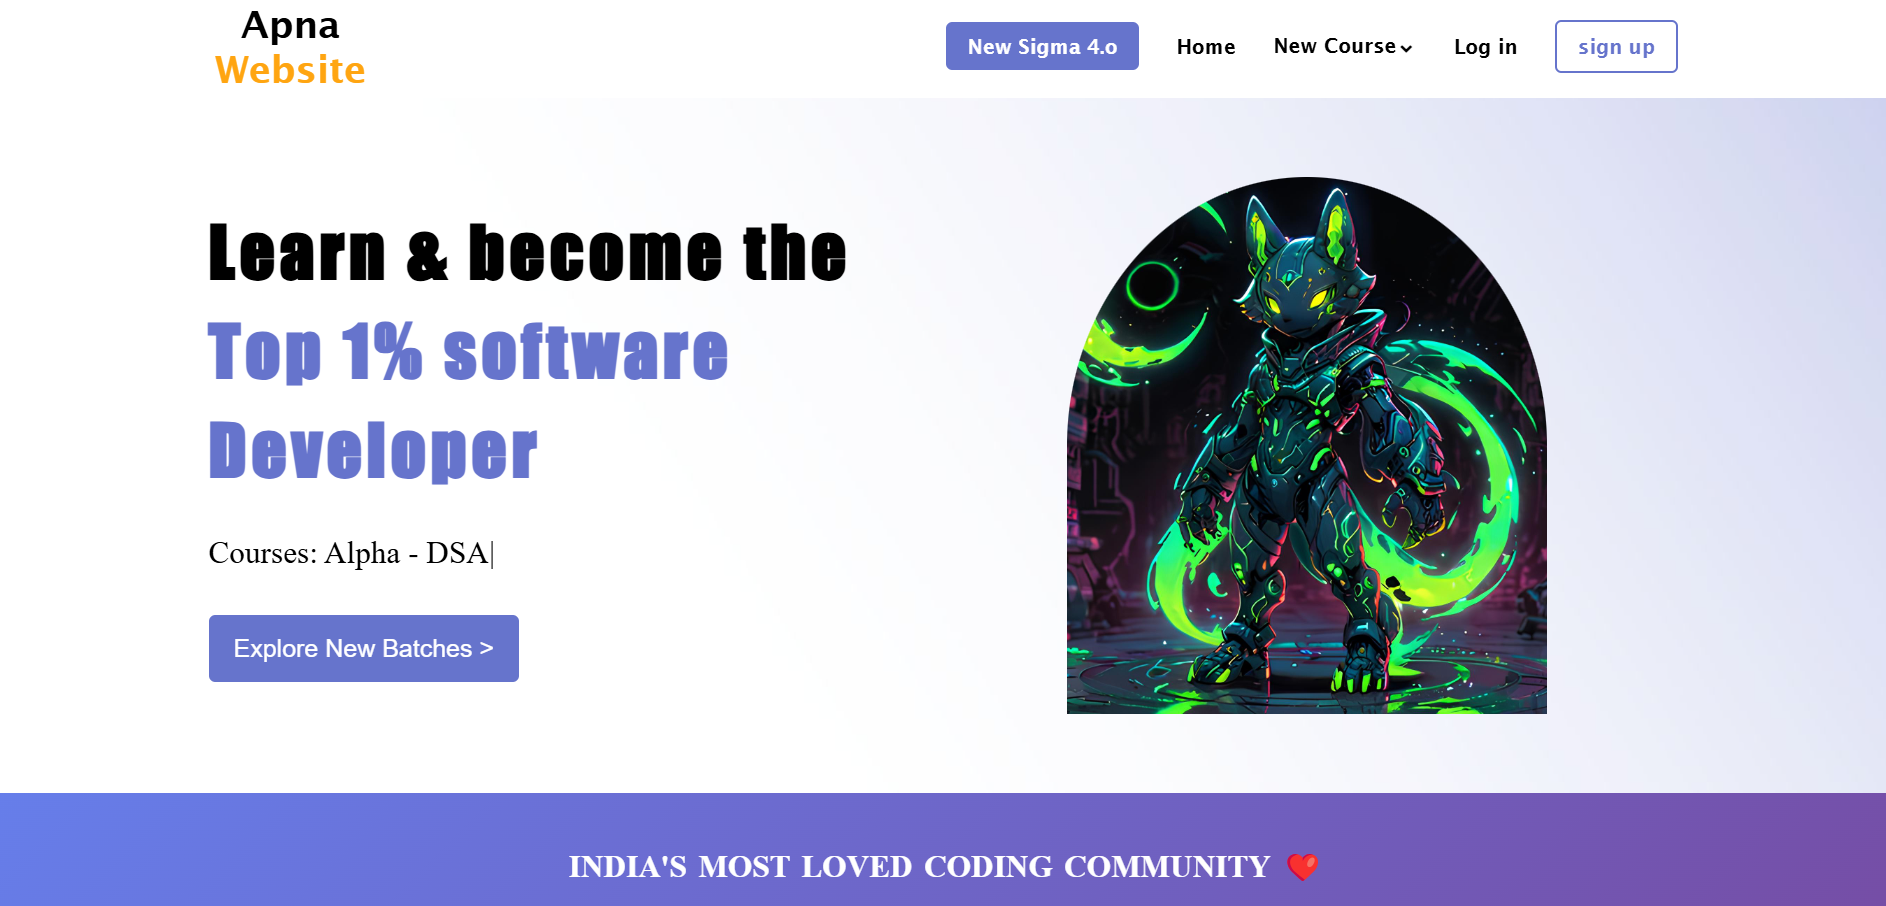 Apna
Website
New Sigma 4.o
Home
New Course
Log in
sign up
Learn & become the
Top 1% software
Developer
Courses: Alpha - DSA|
Explore New Batches >
INDIA'S MOST LOVED CODING COMMUNITY ❤️